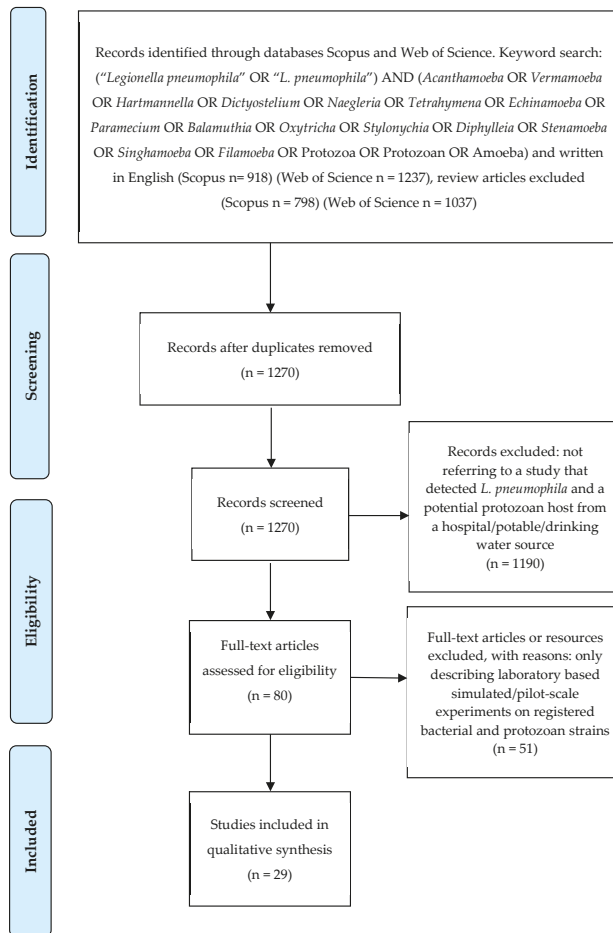 Identification
Records identified through databases Scopus and Web of Science. Keyword search:
(“Legionella pneumophila” OR “L. pneumophila”) AND (Acanthamoeba OR Vermamoeba
OR Hartmannella OR Dictyostelium OR Naegleria OR Tetrahymena OR Echinamoeba OR
Paramecium OR Balamuthia OR Oxytricha OR Stylonychia OR Diphylleia OR Stenamoeba
OR Singhamoeba OR Filamoeba OR Protozoa OR Protozoan OR Amoeba) and written
in English (Scopus n= 918) (Web of Science n = 1237), review articles excluded
(Scopus n = 798) (Web of Science n = 1037)
Screening
Records after duplicates removed
(n = 1270)
Records screened
(n = 1270)
Records excluded: not
referring to a study that
detected L. pneumophila and a
potential protozoan host from
a hospital/potable/drinking
water source
(n = 1190)
Eligibility
Full-text articles
assessed for eligibility
(n = 80)
Full-text articles or resources
excluded, with reasons: only
describing laboratory based
simulated/pilot-scale
experiments on registered
bacterial and protozoan strains
(n = 51)
Included
Studies included in
qualitative synthesis
(n = 29)